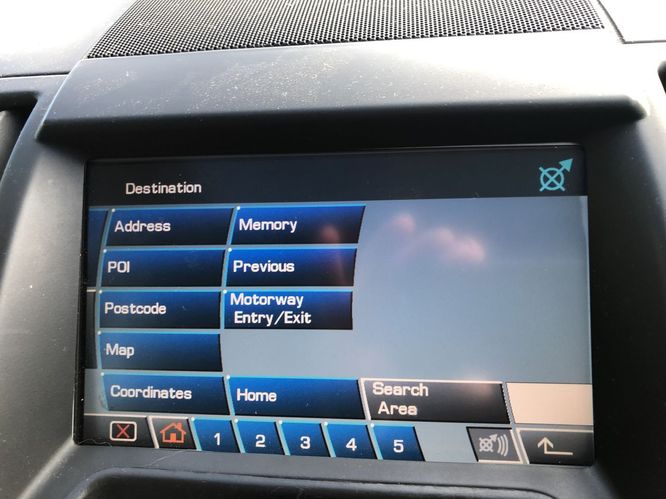 Destination
Address
Memory
POI
Previous
Postcode
Motorway
Entry/Exit
Map
Coordinates
Home
Search
Area
1 2 3 4 5